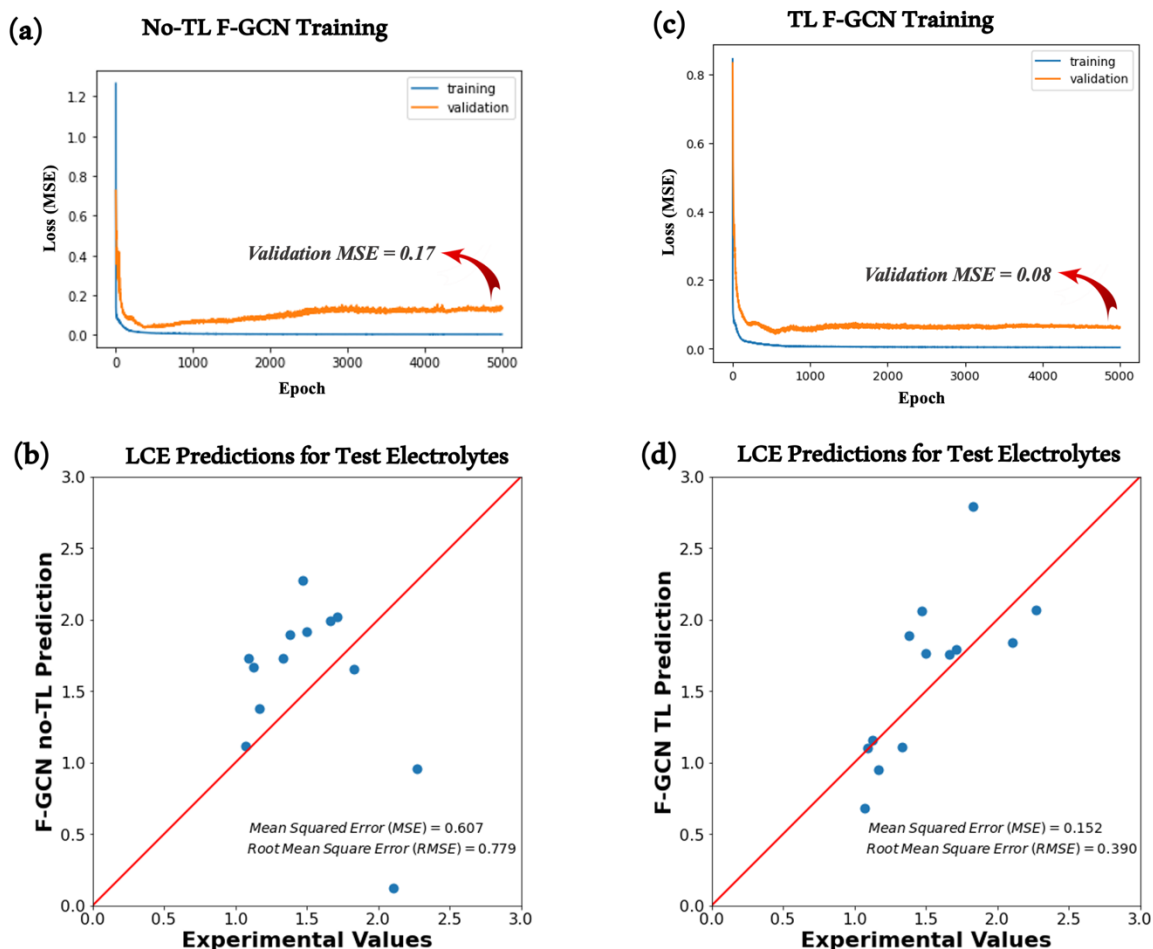 (a)
No-TL F-GCN Training
training
validation
1.2
1.0
0.8
0.6
0.4
0.2
0.0
Loss (MSE)
Validation MSE = 0.17
0
1000
2000
3000
4000
5000
Epoch
(c)
TL F-GCN Training
training
validation
0.8
0.6
0.4
0.2
0.0
Loss (MSE)
Validation MSE = 0.08
0
1000
2000
3000
4000
5000
Epoch
(b)
LCE Predictions for Test Electrolytes
3.0
2.5
2.0
1.5
1.0
0.5
0.0
F-GCN no-TL Prediction
Mean Squared Error (MSE) = 0.607
Root Mean Square Error (RMSE) = 0.779
0.0
0.5
1.0
1.5
2.0
2.5
3.0
Experimental Values
(d)
LCE Predictions for Test Electrolytes
3.0
2.5
2.0
1.5
1.0
0.5
0.0
F-GCN TL Prediction
Mean Squared Error (MSE) = 0.152
Root Mean Square Error (RMSE) = 0.390
0.0
0.5
1.0
1.5
2.0
2.5
3.0
Experimental Values